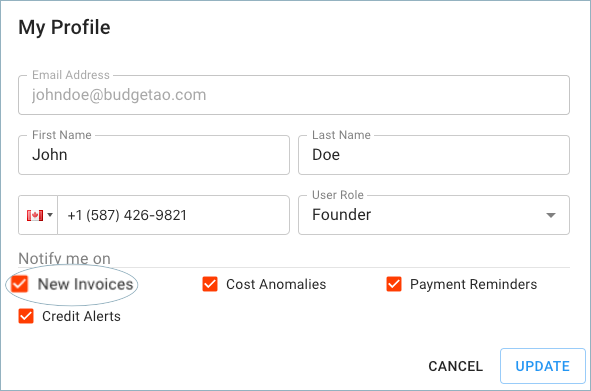 My Profile
Email Address
johndoe@budgetao.com
First Name
John
Last Name
Doe
+1 (587) 426-9821
User Role
Founder
Notify me on
New Invoices
Cost Anomalies
Payment Reminders
Credit Alerts
CANCEL
UPDATE